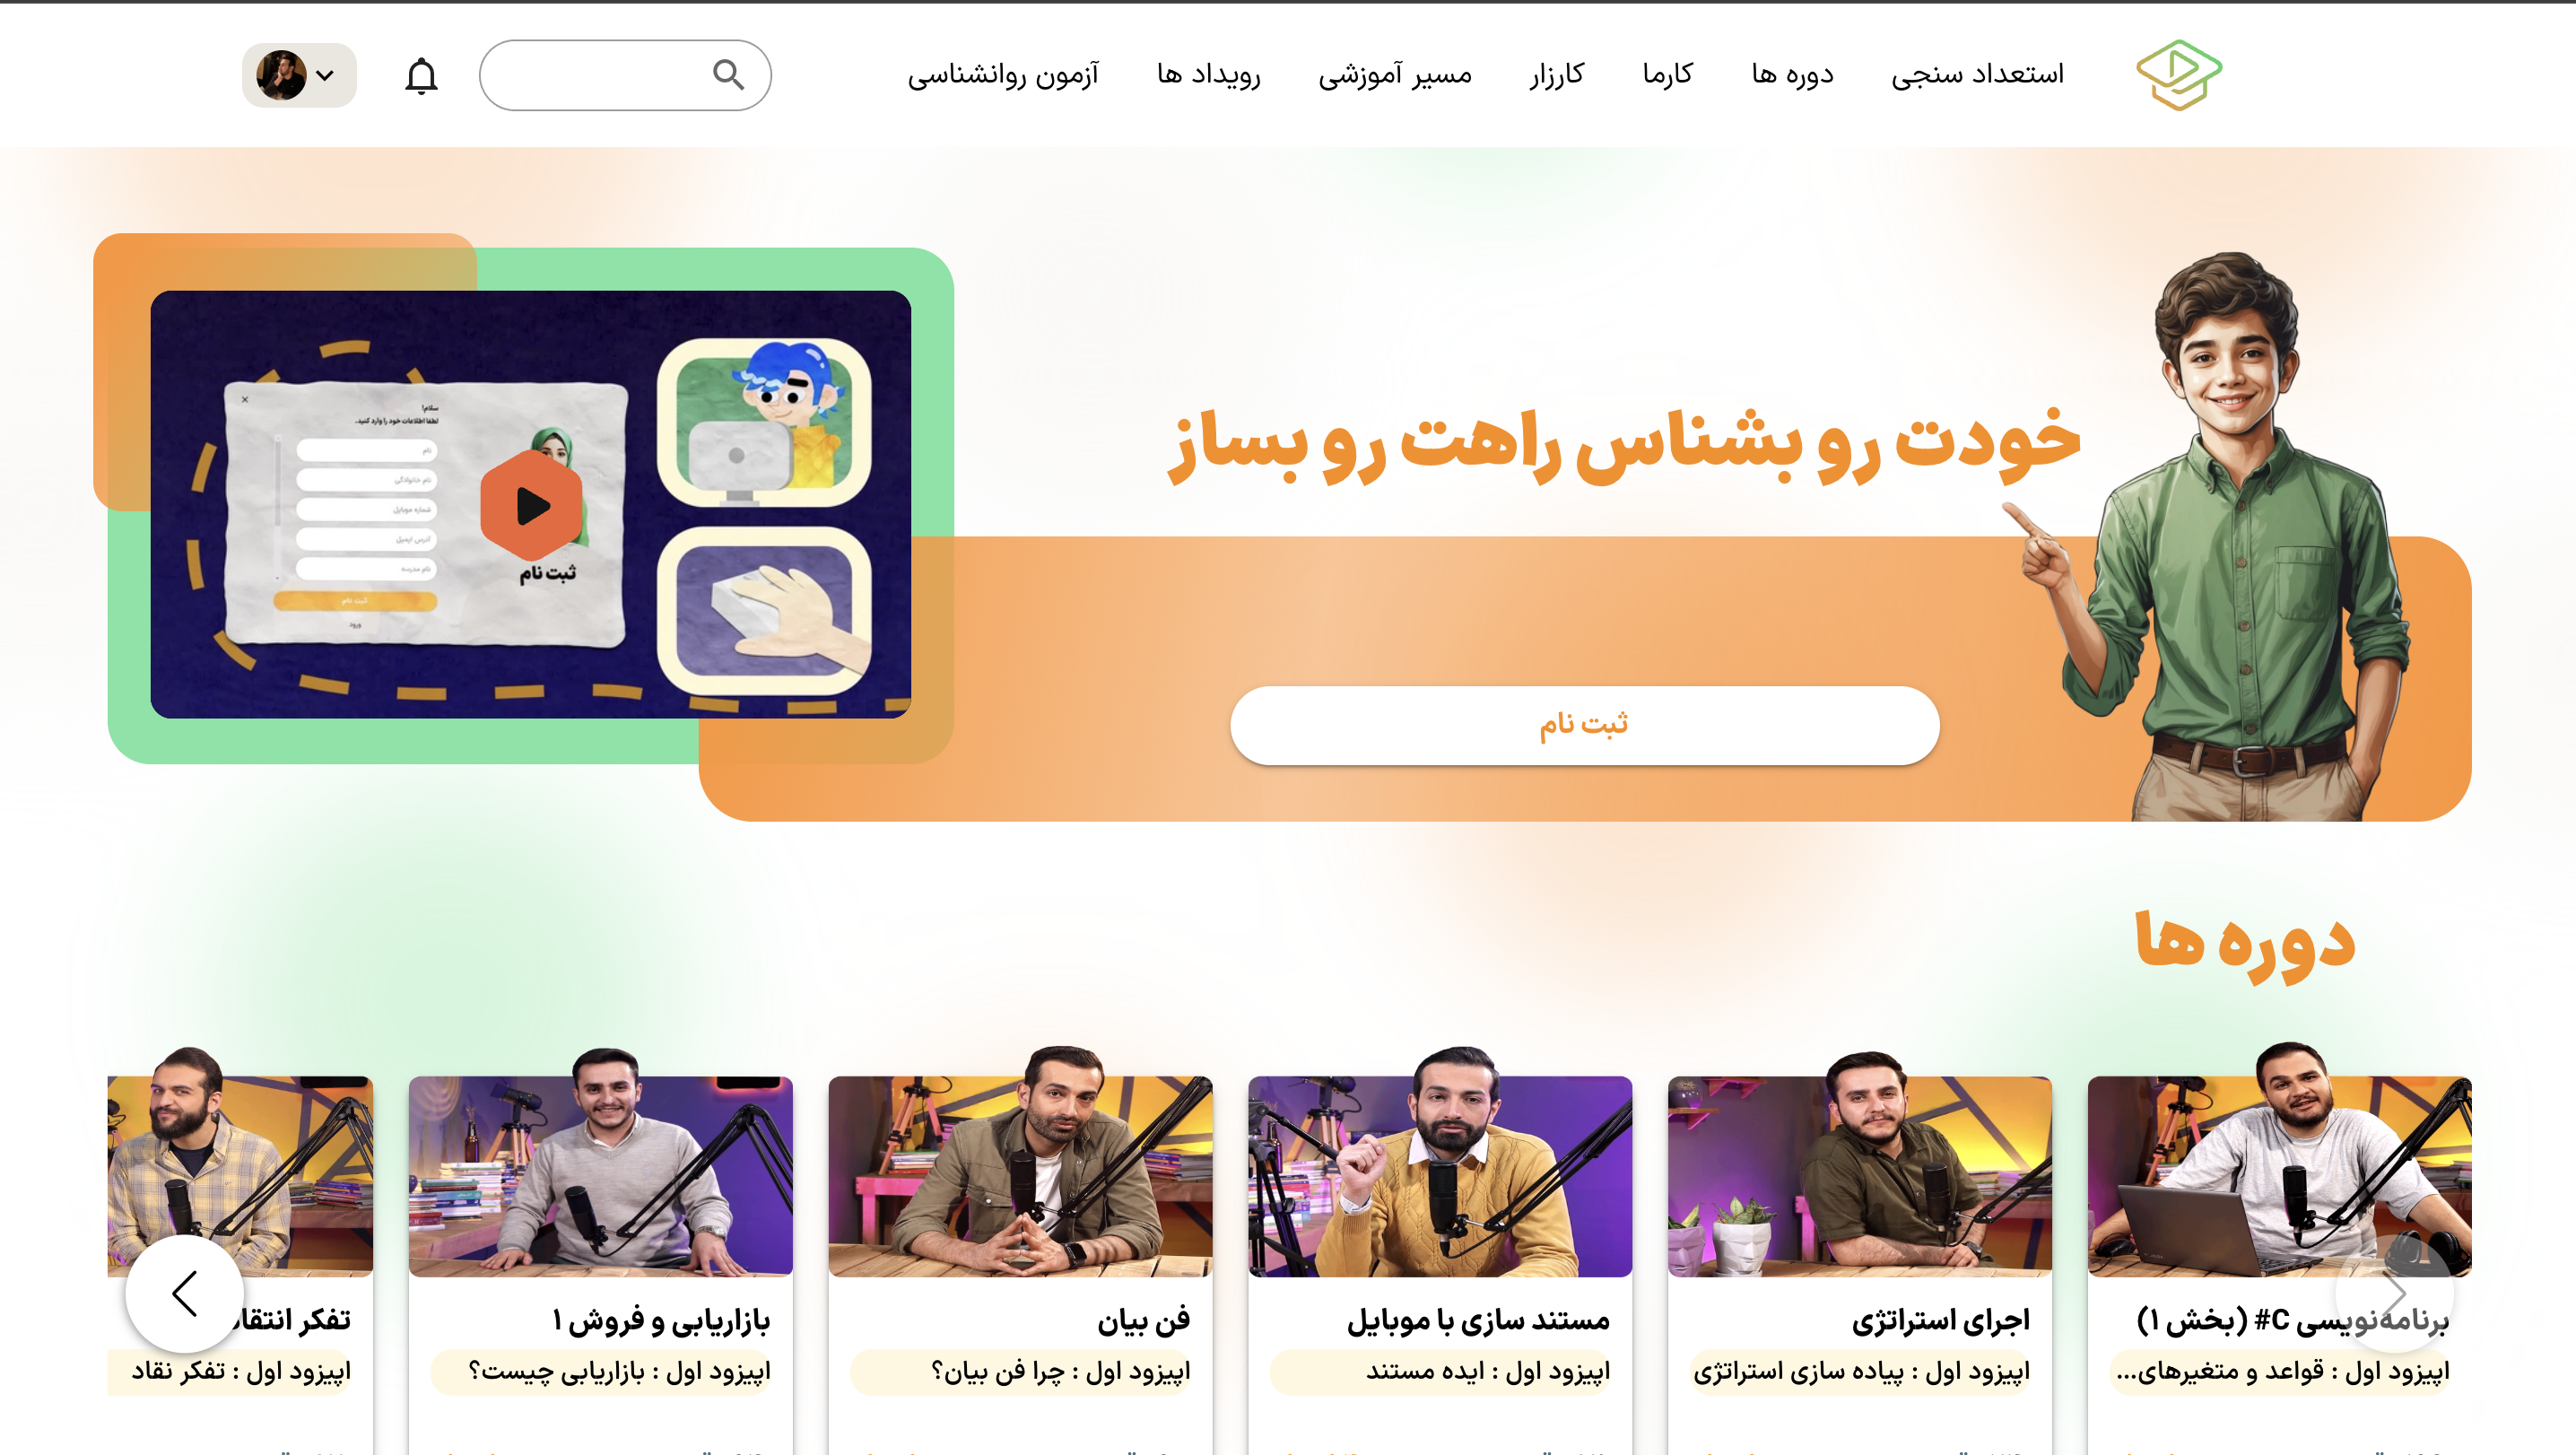 استعداد سنجی
دوره ها
کارما
کارزار
مسیر آموزشی
رویداد ها
آزمون روانشناسی
خودت رو بشناس راهت رو بساز
ثبت نام
سلام!
لطفا اطلاعات خود را وارد کنید.
نام
نام خانوادگی
شماره موبایل
آدرس ایمیل
نام مدرسه
ثبت نام
ورود
ثبت نام
دوره ها
برنامه‌نویسی C# (بخش ۱)
اپیزود اول : قواعد و متغیرهای...
اجرای استراتژی
اپیزود اول : پیاده سازی استراتژی
مستند سازی با موبایل
اپیزود اول : ایده مستند
فن بیان
اپیزود اول : چرا فن بیان؟
بازاریابی و فروش ۱
اپیزود اول : بازاریابی چیست؟
تفکر انتقاد
اپیزود اول : تفکر نقاد